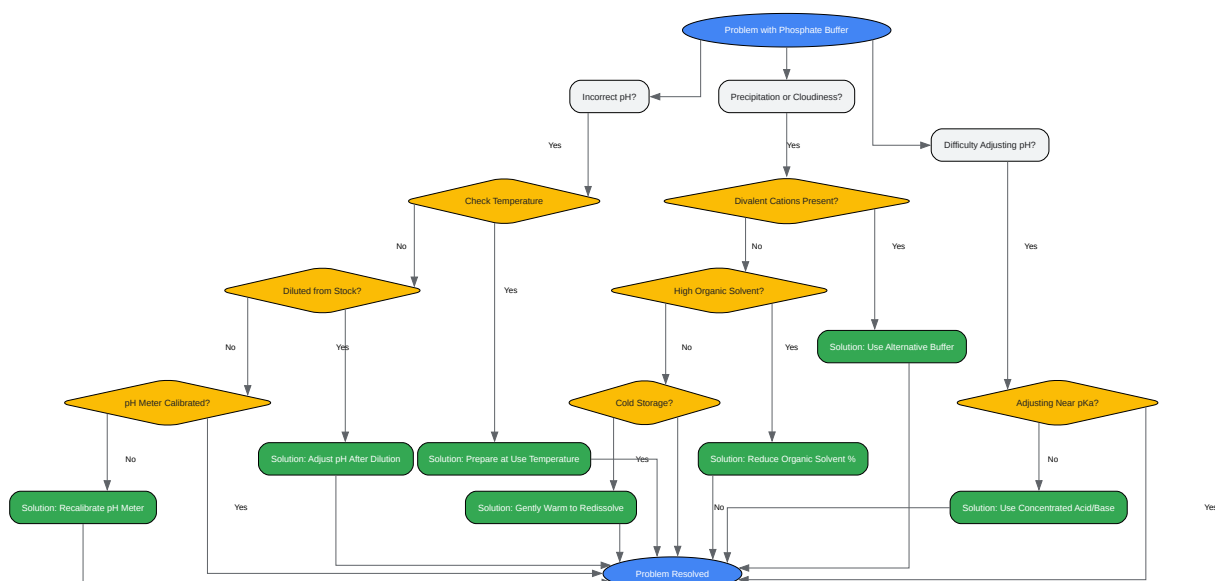 Problem with Phosphate Buffer
Incorrect pH?
Precipitation or Cloudiness?
Difficulty Adjusting pH?
Yes
Yes
Check Temperature
Divalent Cations Present?
No
No
Yes
Yes
Diluted from Stock?
Yes
High Organic Solvent?
No
Yes
No
Yes
Solution: Use Alternative Buffer
pH Meter Calibrated?
Cold Storage?
Adjusting Near pKa?
No
Solution: Adjust pH After Dilution
Solution: Prepare at Use Temperature
Yes
Solution: Reduce Organic Solvent %
No
Solution: Recalibrate pH Meter
Yes
Solution: Gently Warm to Redissolve
No
Solution: Use Concentrated Acid/Base
Problem Resolved